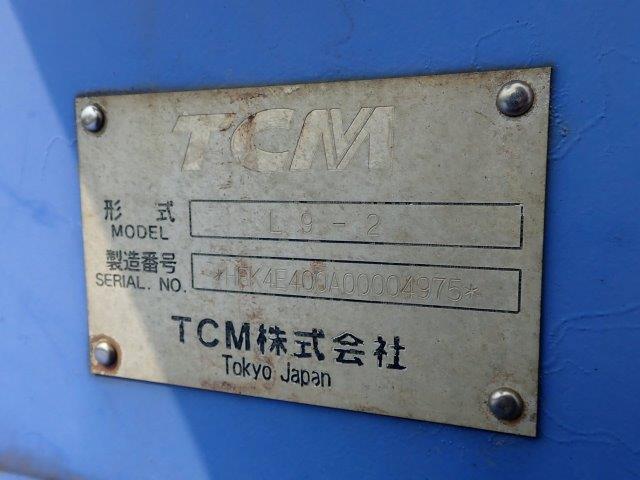 TCM
形式 L9-2
MODEL
製造番号 *HFK4E400A00004975*
SERIAL. NO.
TCM株式会社
Tokyo Japan